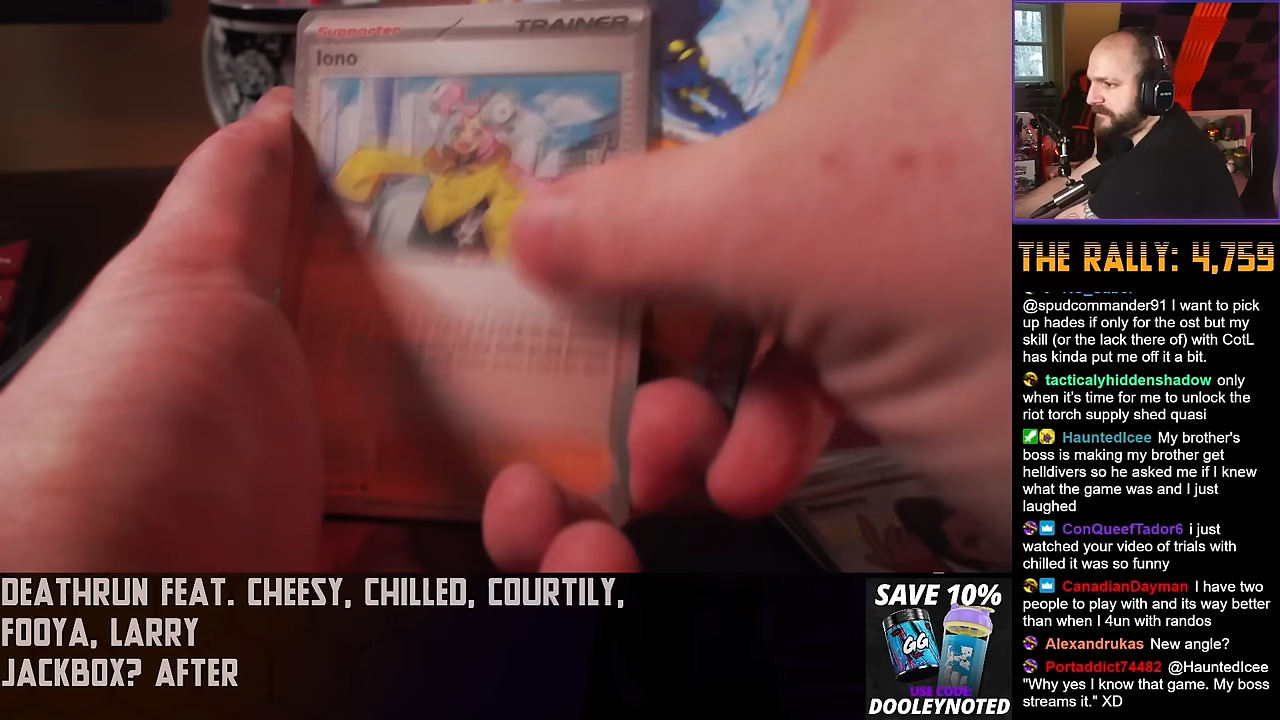 Supporter
TRAINER
Iono
THE RALLY: 4,759
@spudcommander91 I want to pick
up hades if only for the ost but my
skill (or the lack there of) with CotL
has kinda put me off it a bit.
tacticalyhiddenshadow only
when it's time for me to unlock the
riot torch supply shed quasi
HauntedIcee My brother's
boss is making my brother get
helldivers so he asked me if I knew
what the game was and I just
laughed
ConQueefTador6 i just
watched your video of trials with
chilled it was so funny
CanadianDayman I have two
people to play with and its way better
than when I 4un with randos
Alexandrukas New angle?
Portaddict74482 @HauntedIcee
"Why yes I know that game. My boss
streams it." XD
DEATHRUN FEAT. CHEESY, CHILLED, COURTILY,
FOOYA, LARRY
JACKBOX? AFTER
SAVE 10%
GG
USE CODE:
DOOLEYNOTED